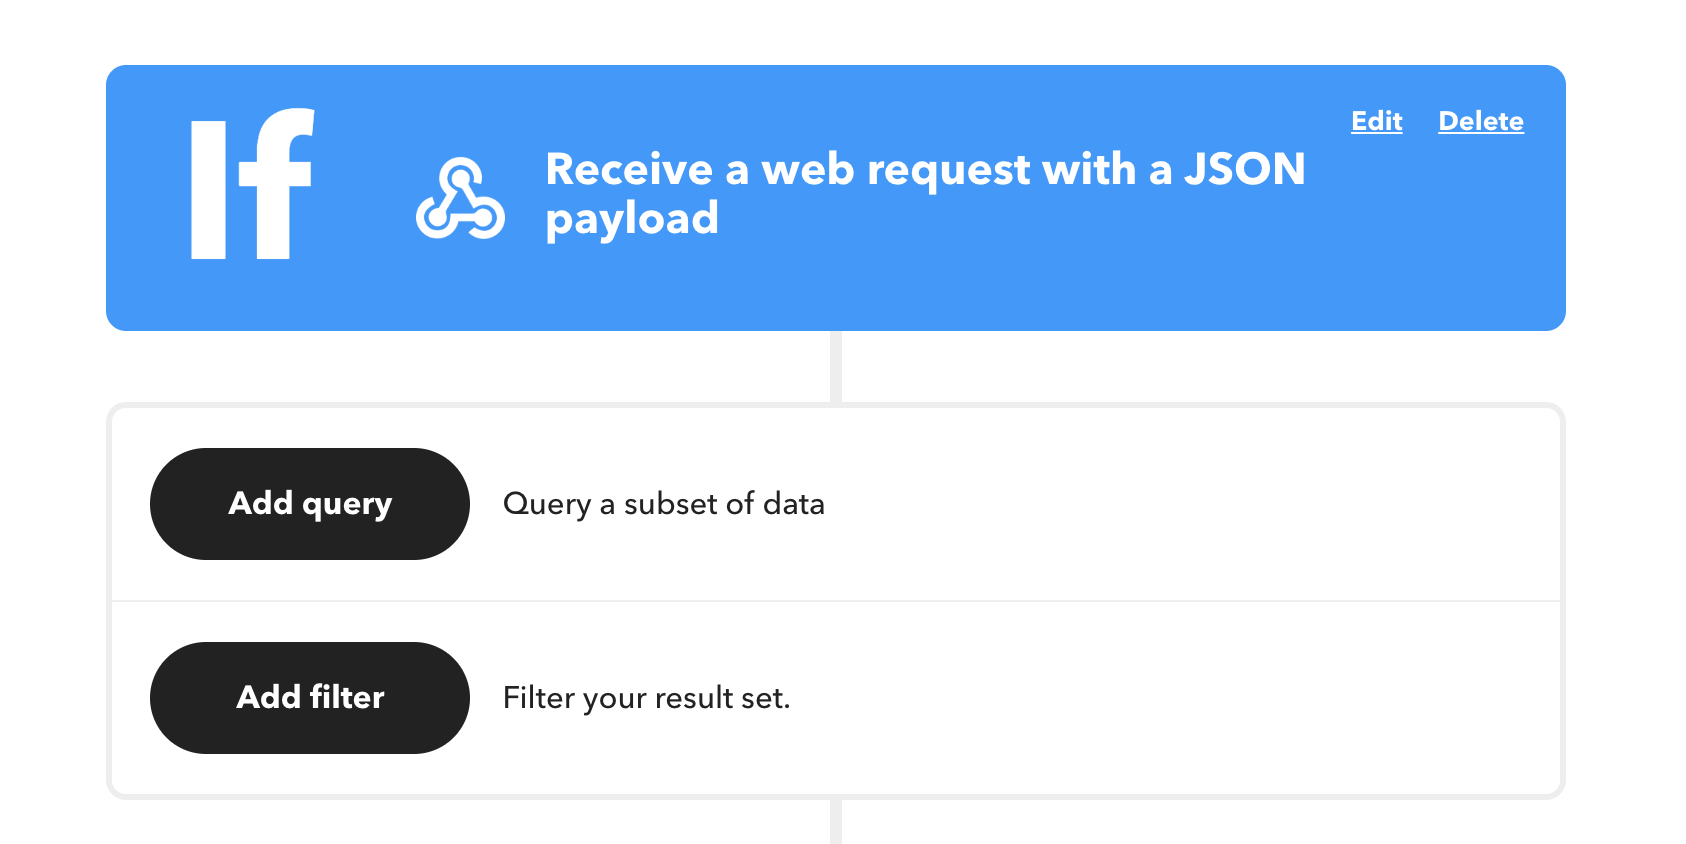 If
Edit Delete
Receive a web request with a JSON
payload
Add query
Query a subset of data
Add filter
Filter your result set.